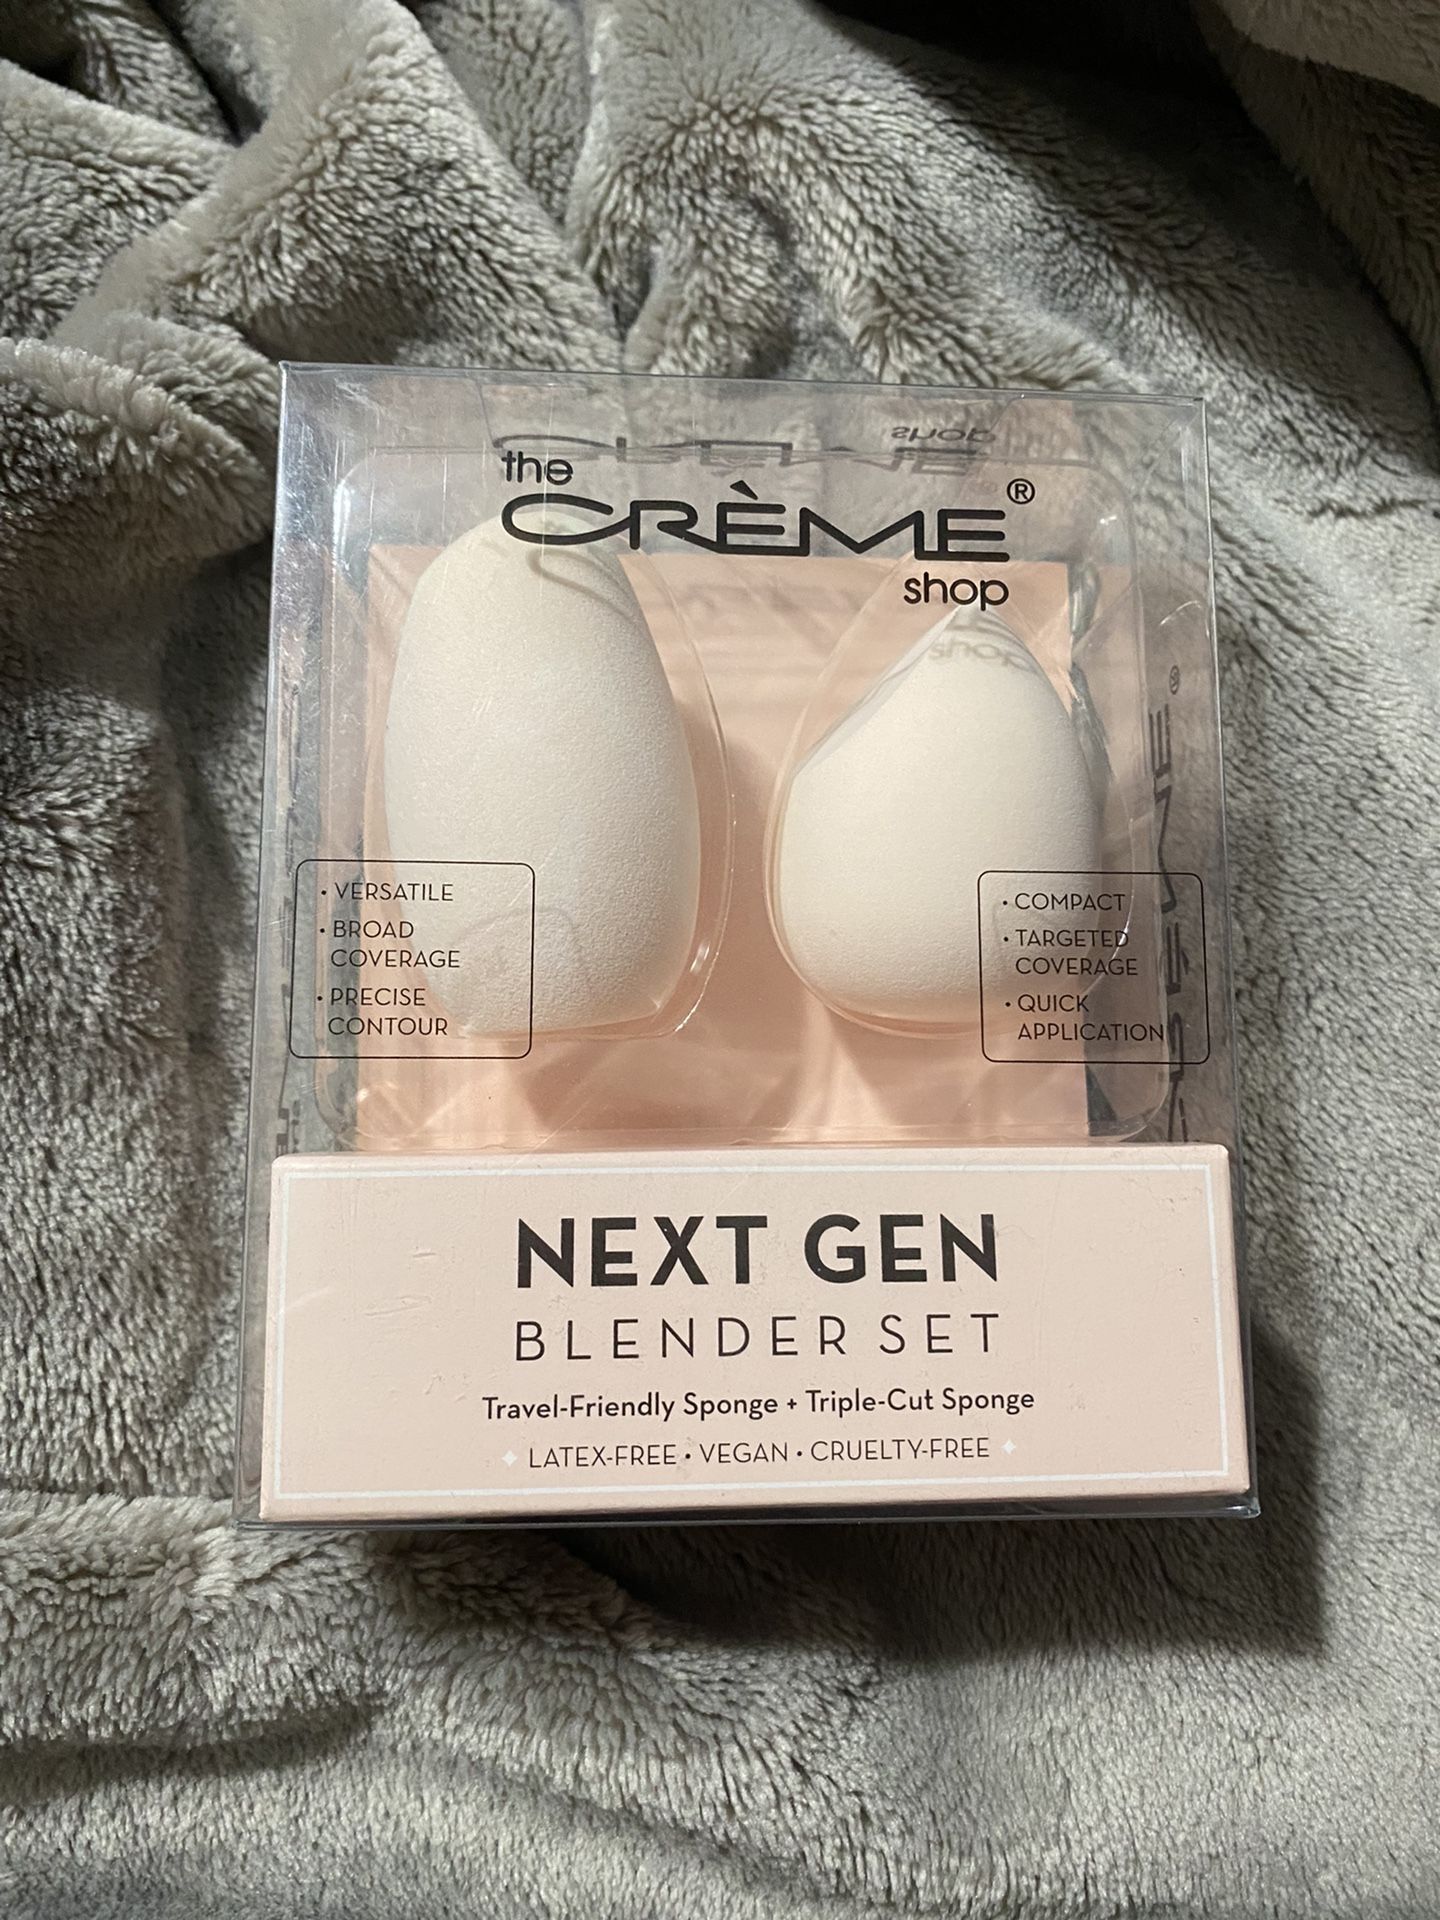 the
CRÈME®
shop
• VERSATILE
• BROAD
COVERAGE
• PRECISE
CONTOUR
• COMPACT
• TARGETED
COVERAGE
• QUICK
APPLICATION
NEXT GEN
BLENDER SET
Travel-Friendly Sponge + Triple-Cut Sponge
LATEX-FREE • VEGAN • CRUELTY-FREE